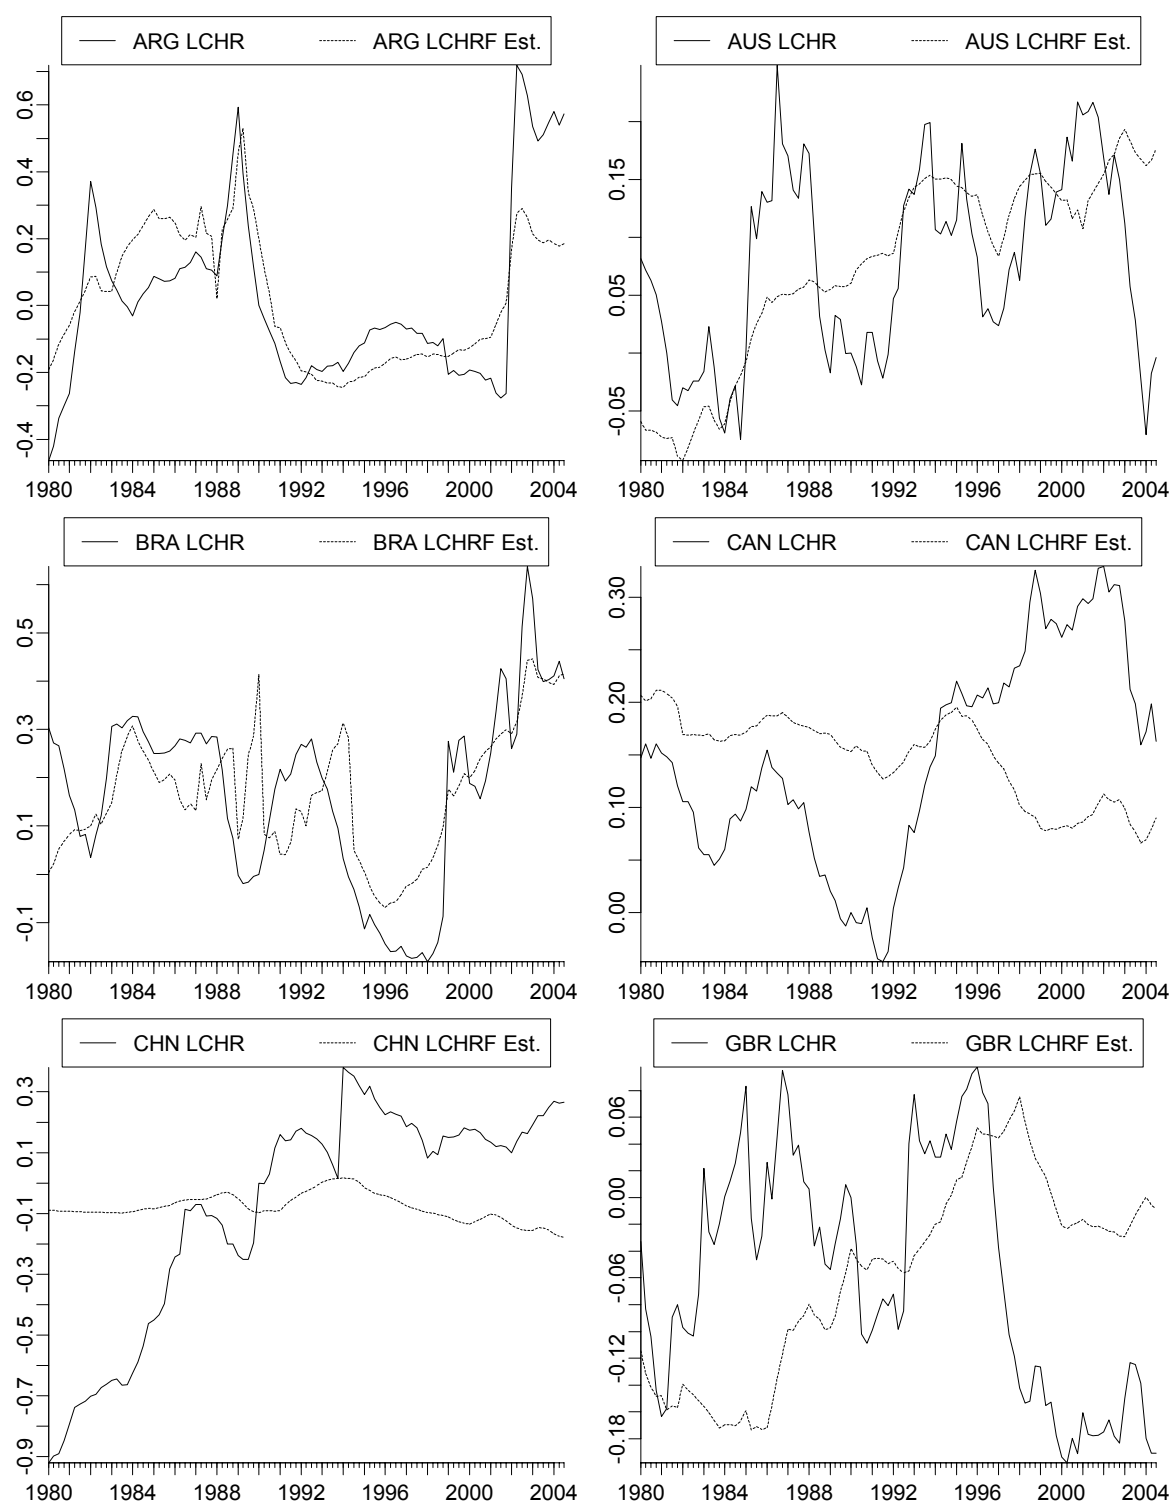 ARG LCHR ARG LCHRF Est.
0.6
0.4
0.2
0.0
-0.2
-0.4
1980 1984 1988 1992 1996 2000 2004
AUS LCHR AUS LCHRF Est.
0.15
0.05
-0.05
1980 1984 1988 1992 1996 2000 2004
BRA LCHR BRA LCHRF Est.
0.5
0.3
0.1
-0.1
1980 1984 1988 1992 1996 2000 2004
CAN LCHR CAN LCHRF Est.
0.30
0.20
0.10
0.00
1980 1984 1988 1992 1996 2000 2004
CHN LCHR CHN LCHRF Est.
0.3
0.1
-0.1
-0.3
-0.5
-0.7
-0.9
1980 1984 1988 1992 1996 2000 2004
GBR LCHR GBR LCHRF Est.
0.06
0.00
-0.06
-0.12
-0.18
1980 1984 1988 1992 1996 2000 2004